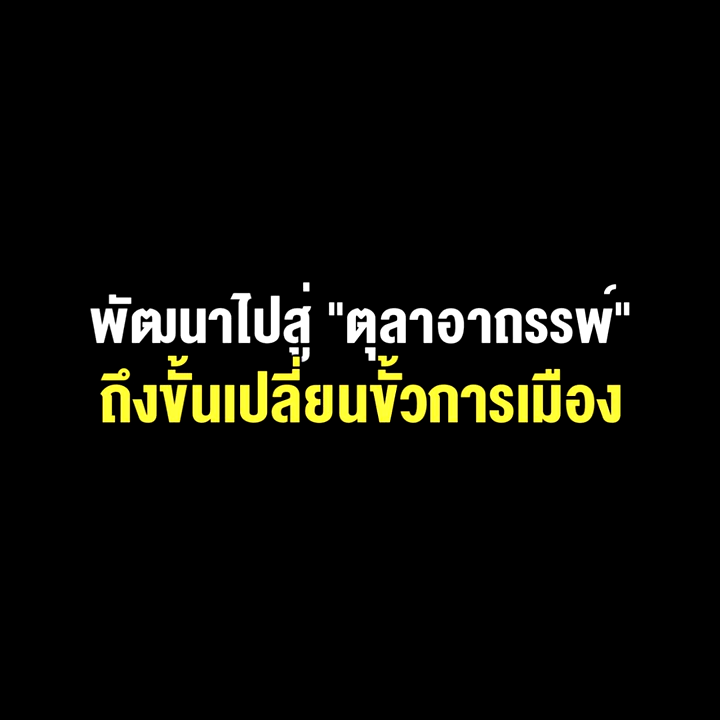 พัฒนาไปสู่ "ตุลาอาถรรพ์"
ถึงขั้นเปลี่ยนขั้วการเมือง